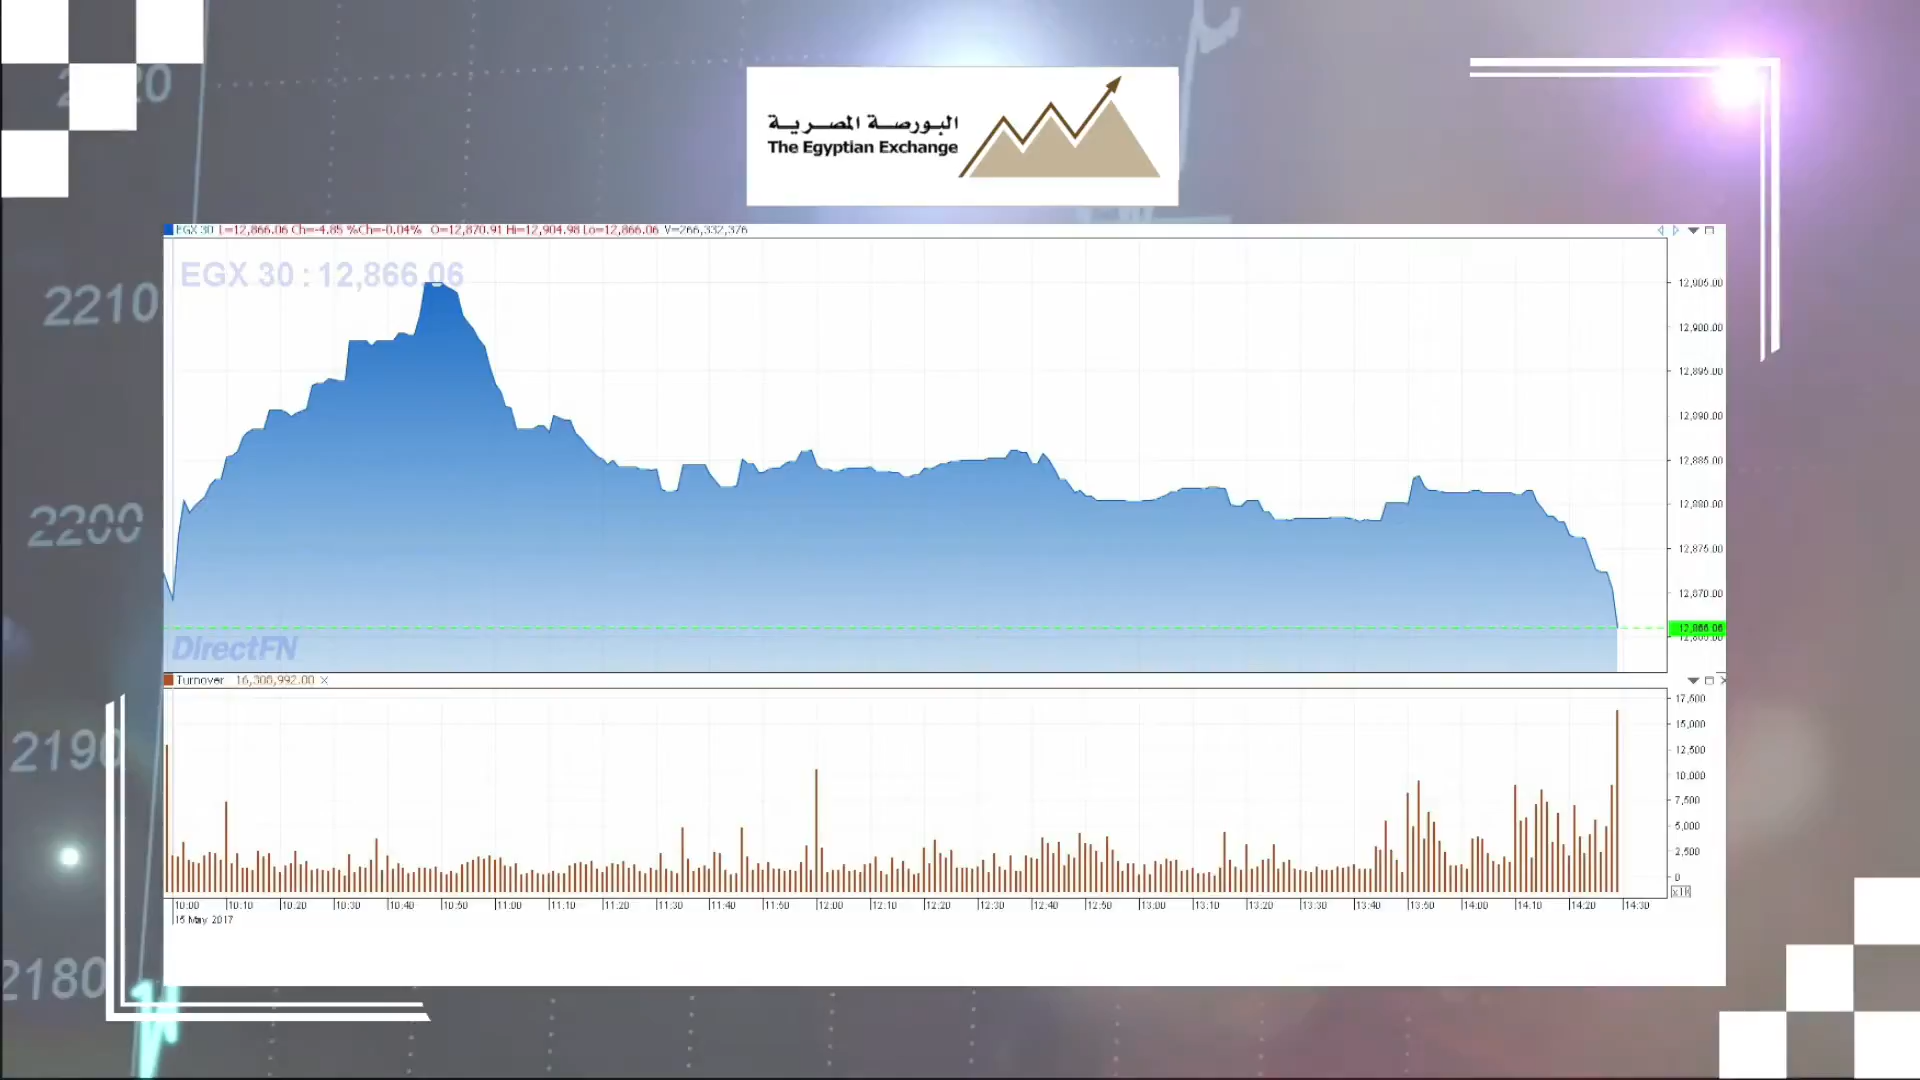 البورصة المصرية
The Egyptian Exchange
EGX 30 L=12,866.06 Ch=-4.85 %Ch=-0.04% O=12,870.91 Hi=12,904.98 Lo=12,866.06 V=266,332,376
EGX 30 : 12,866.06
12,905.00
12,900.00
12,895.00
12,890.00
12,885.00
12,880.00
12,875.00
12,870.00
12,866.06
DirectFN
Turnover 16,308,992.00 ×
17,500
15,000
12,500
10,000
7,500
5,000
2,500
0
x1K
10:00 10:10 10:20 10:30 10:40 10:50 11:00 11:10 11:20 11:30 11:40 11:50 12:00 12:10 12:20 12:30 12:40 12:50 13:00 13:10 13:20 13:30 13:40 13:50 14:00 14:10 14:20 14:30
15 May 2017
2210
2200
2190
2180